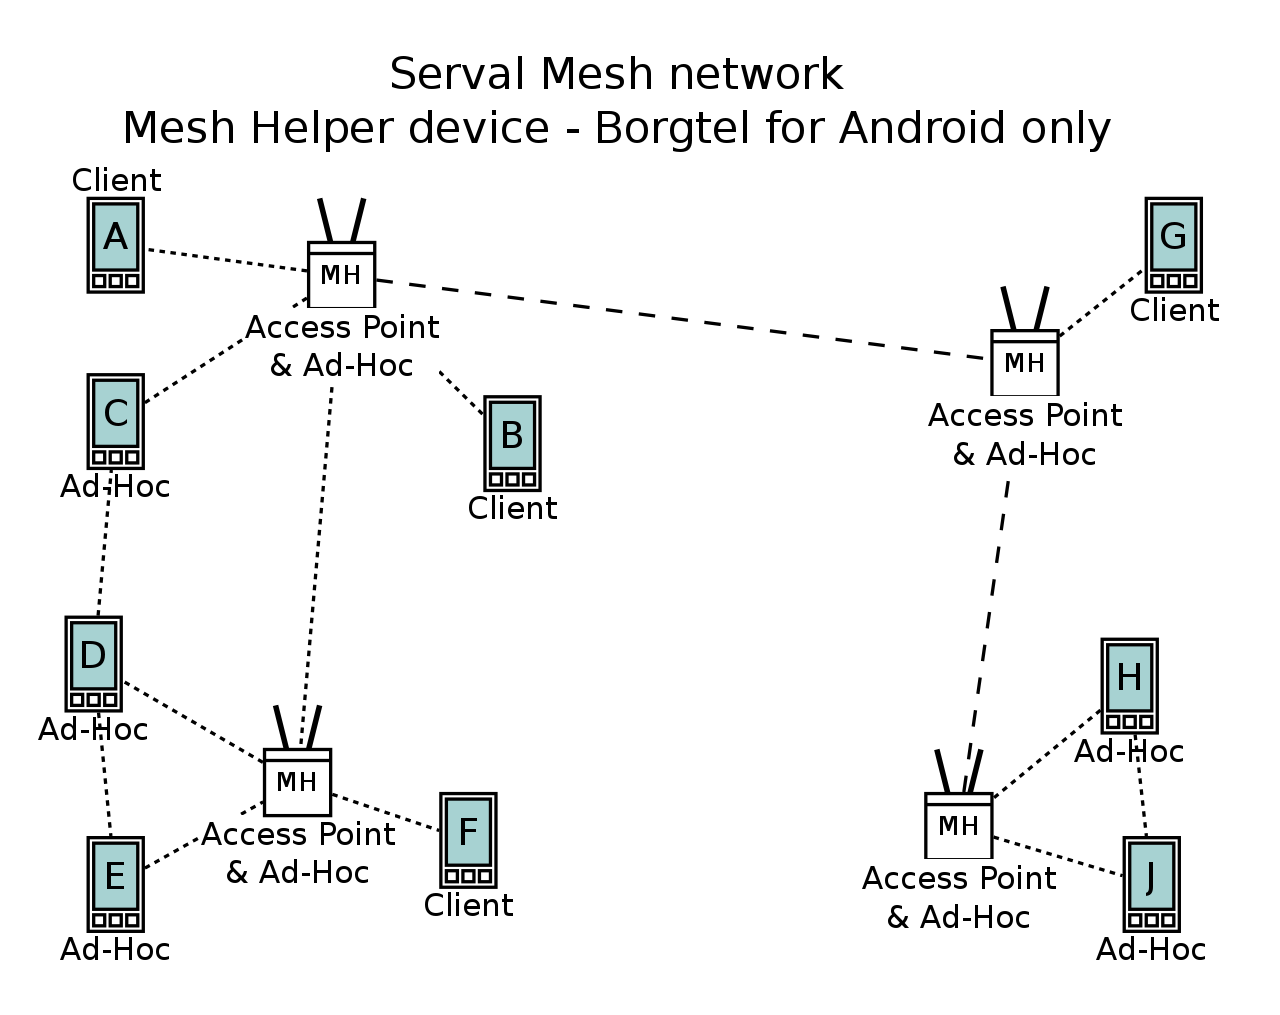 Serval Mesh network
Mesh Helper device - Borgtel for Android only
Client
A
MH
Access Point
& Ad-Hoc
G
Client
MH
Access Point
& Ad-Hoc
C
Ad-Hoc
B
Client
D
Ad-Hoc
MH
Access Point
& Ad-Hoc
E
Ad-Hoc
F
Client
H
Ad-Hoc
MH
Access Point
& Ad-Hoc
J
Ad-Hoc